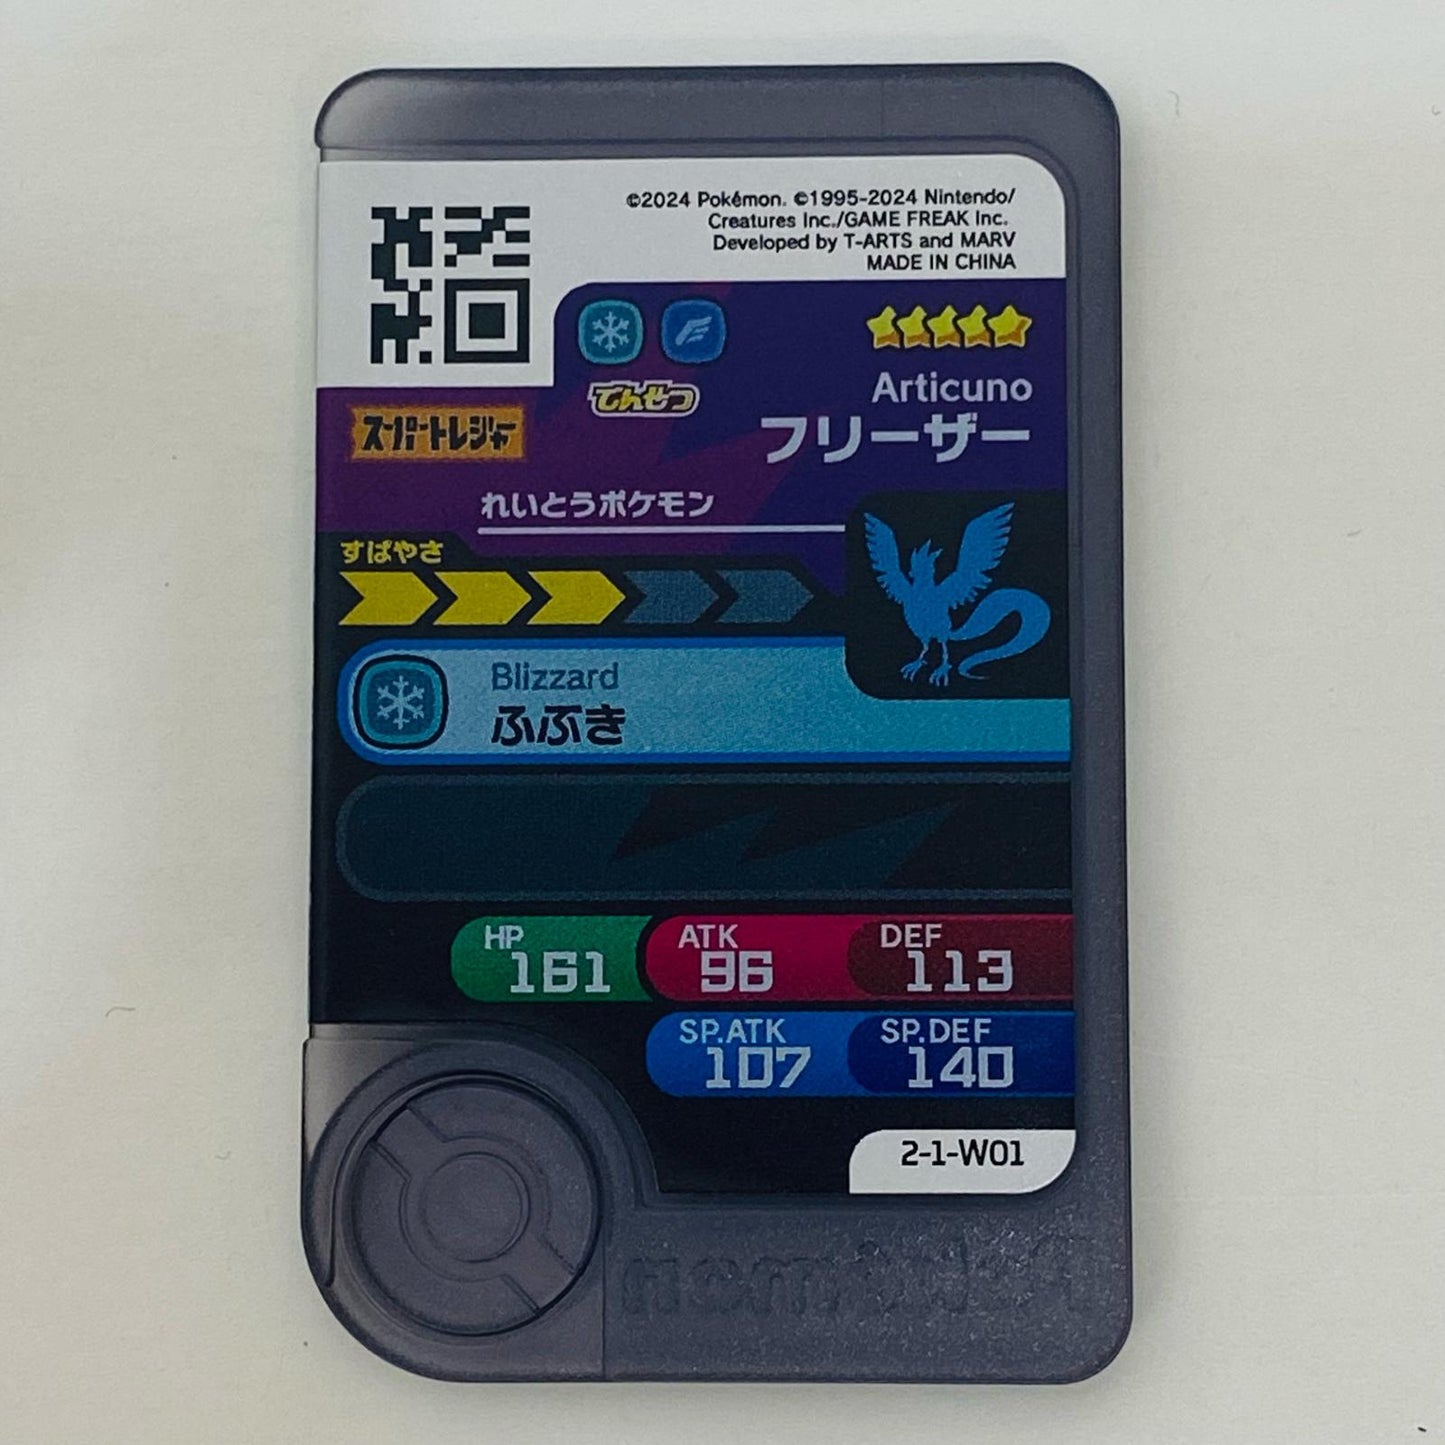 ©2024 Pokémon. ©1995-2024 Nintendo/
Creatures Inc./GAME FREAK Inc.
Developed by T-ARTS and MARV
MADE IN CHINA
てんせつ
スーパートレジャー
Articuno
フリーザー
れいとうポケモン
すばやさ
Blizzard
ふぶき
HP
161
ATK
96
DEF
113
SP.ATK
107
SP.DEF
140
2-1-W01